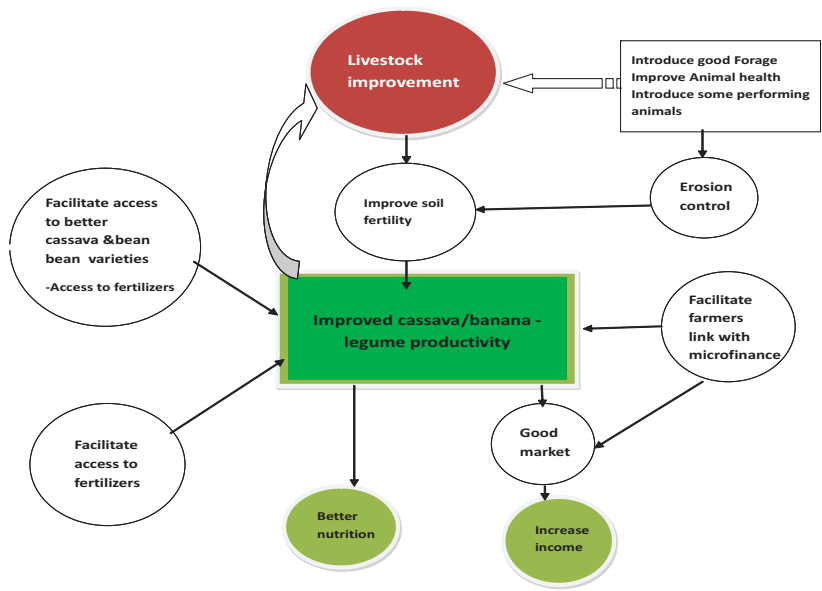 Livestock
improvement
Introduce good Forage
Improve Animal health
Introduce some performing
animals
Improve soil
fertility
Erosion
control
Facilitate access
to better
cassava &bean
bean varieties
-Access to fertilizers
Improved cassava/banana -
legume productivity
Facilitate
farmers
link with
microfinance
Facilitate
access to
fertilizers
Good
market
Better
nutrition
Increase
income